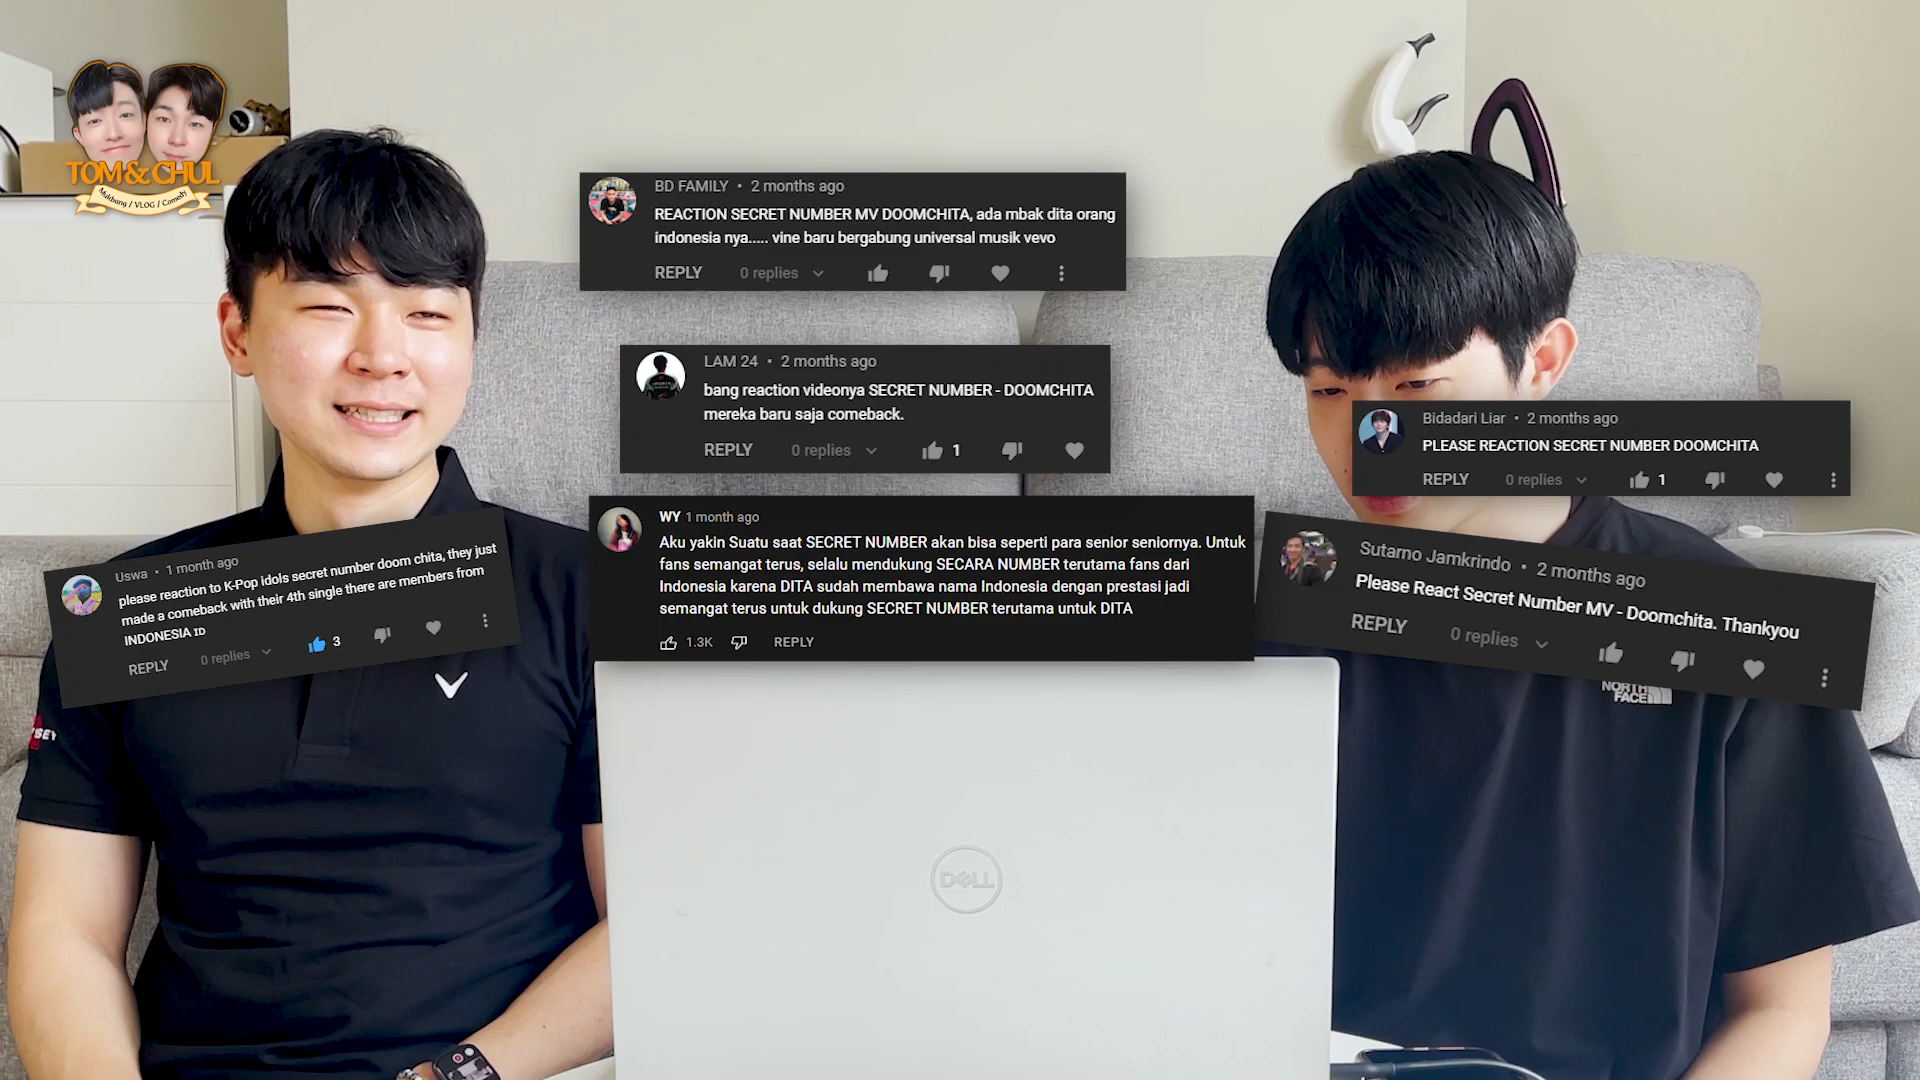 TOM & CHUL
Mukbang / VLOG / Comedy
BD FAMILY • 2 months ago
REACTION SECRET NUMBER MV DOOMCHITA, ada mbak dita orang
indonesia nya..... vine baru bergabung universal musik vevo
REPLY 0 replies
LAM 24 • 2 months ago
bang reaction videonya SECRET NUMBER - DOOMCHITA
mereka baru saja comeback.
REPLY 0 replies 1
Bidadari Liar • 2 months ago
PLEASE REACTION SECRET NUMBER DOOMCHITA
REPLY 0 replies 1
Uswa • 1 month ago
please reaction to K-Pop idols secret number doom chita, they just
made a comeback with their 4th single there are members from
INDONESIA ID
REPLY 0 replies 3
WY 1 month ago
Aku yakin Suatu saat SECRET NUMBER akan bisa seperti para senior seniornya. Untuk
fans semangat terus, selalu mendukung SECARA NUMBER terutama fans dari
Indonesia karena DITA sudah membawa nama Indonesia dengan prestasi jadi
semangat terus untuk dukung SECRET NUMBER terutama untuk DITA
1.3K REPLY
Sutarno Jamkrindo • 2 months ago
Please React Secret Number MV - Doomchita. Thankyou
REPLY 0 replies
NORTH
FACE
DELL